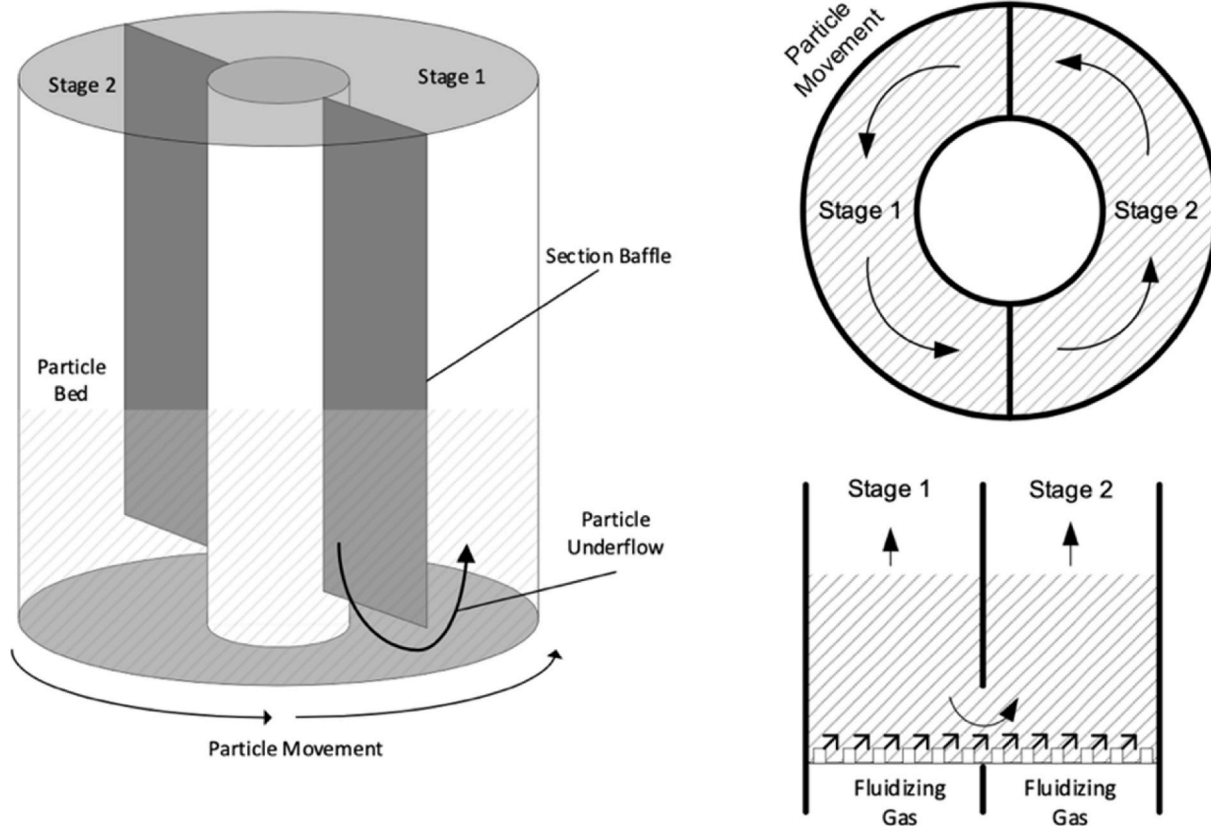 Stage 2
Stage 1
Section Baffle
Particle
Bed
Particle
Underflow
Particle Movement
Particle
Movement
Stage 1
Stage 2
Stage 1
Stage 2
Fluidizing
Gas
Fluidizing
Gas